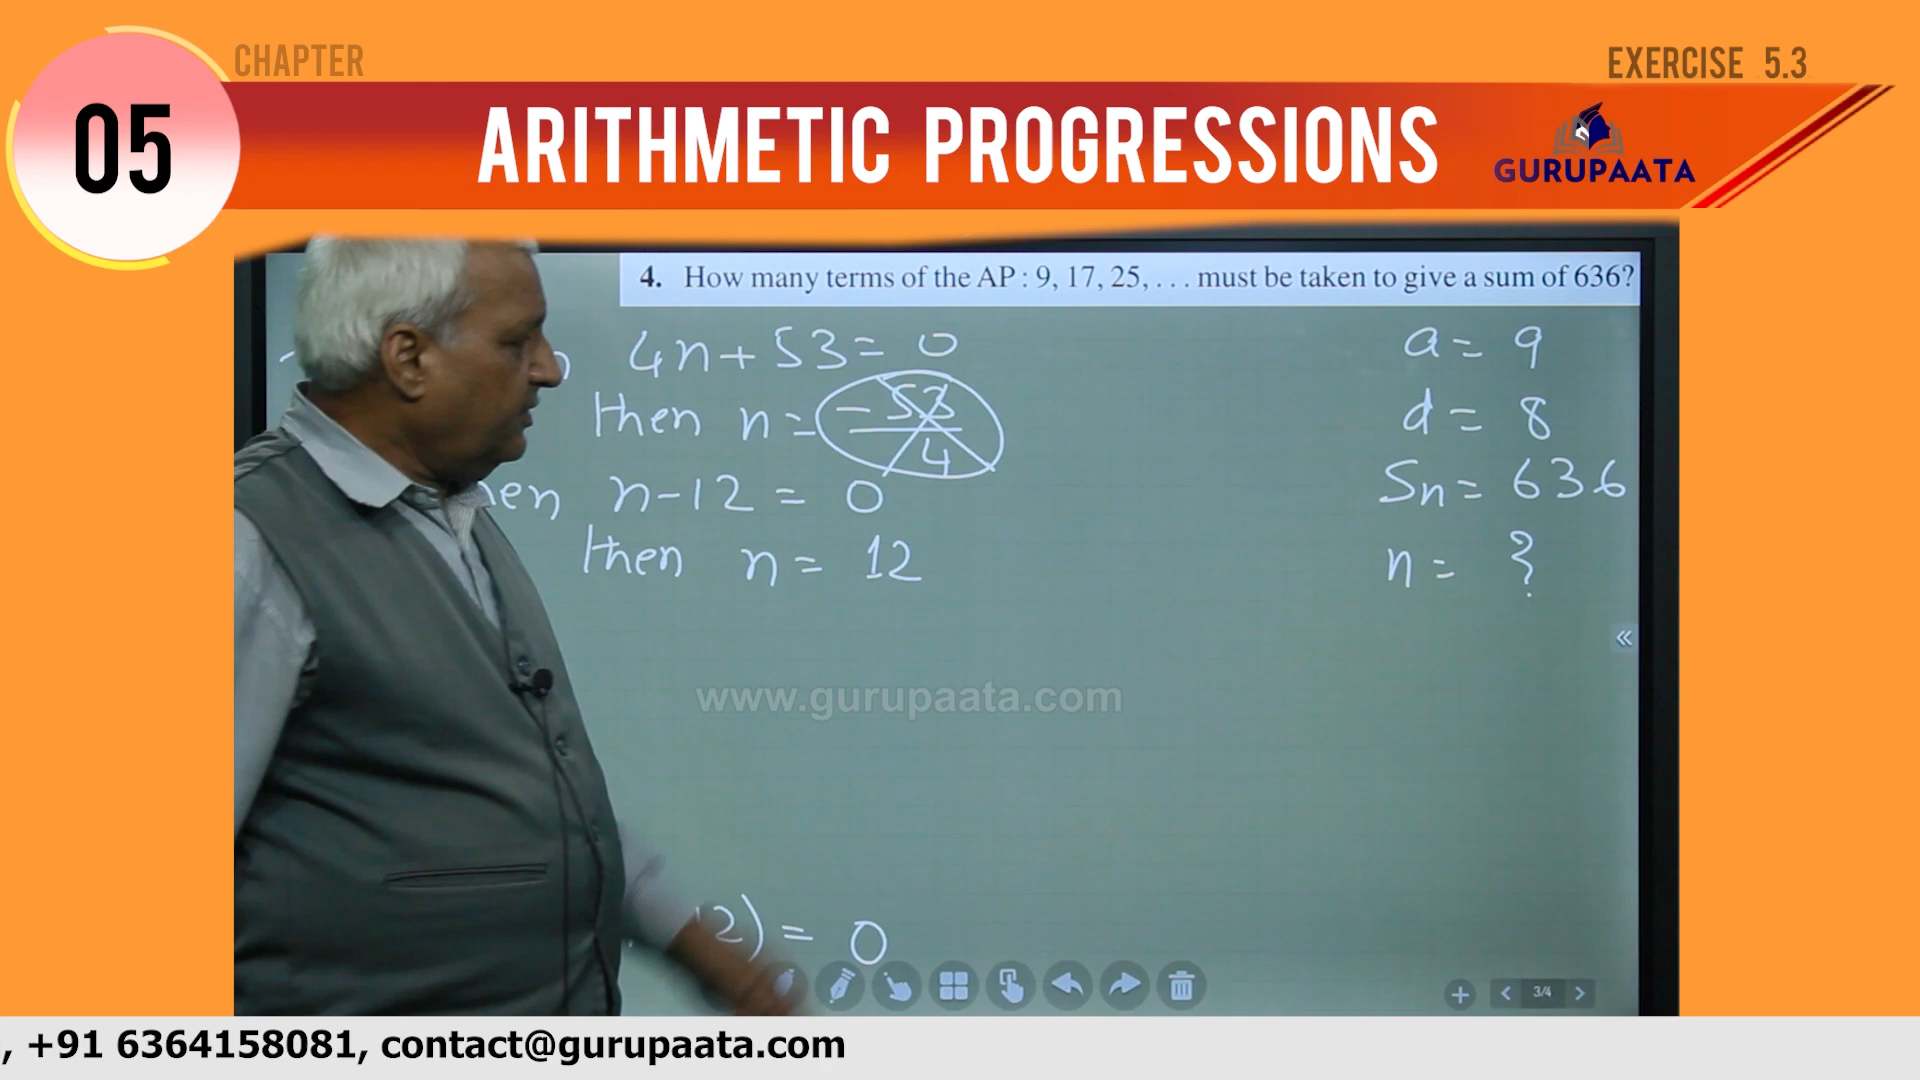 CHAPTER
EXERCISE 5.3
05
ARITHMETIC PROGRESSIONS
GURUPAATA
4. How many terms of the AP : 9, 17, 25, . . . must be taken to give a sum of 636?
4n + 53 = 0
a = 9
then n = -53/4
d = 8
n - 12 = 0
Sn = 636
then n = 12
n = ?
www.gurupaata.com
12) = 0
3/4
, +91 6364158081, contact@gurupaata.com